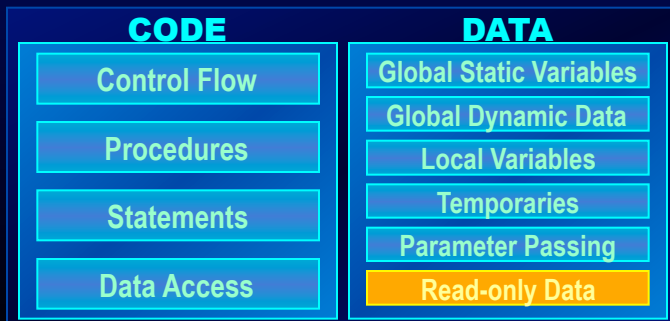 CODE
Control Flow
Procedures
Statements
Data Access
DATA
Global Static Variables
Global Dynamic Data
Local Variables
Temporaries
Parameter Passing
Read-only Data